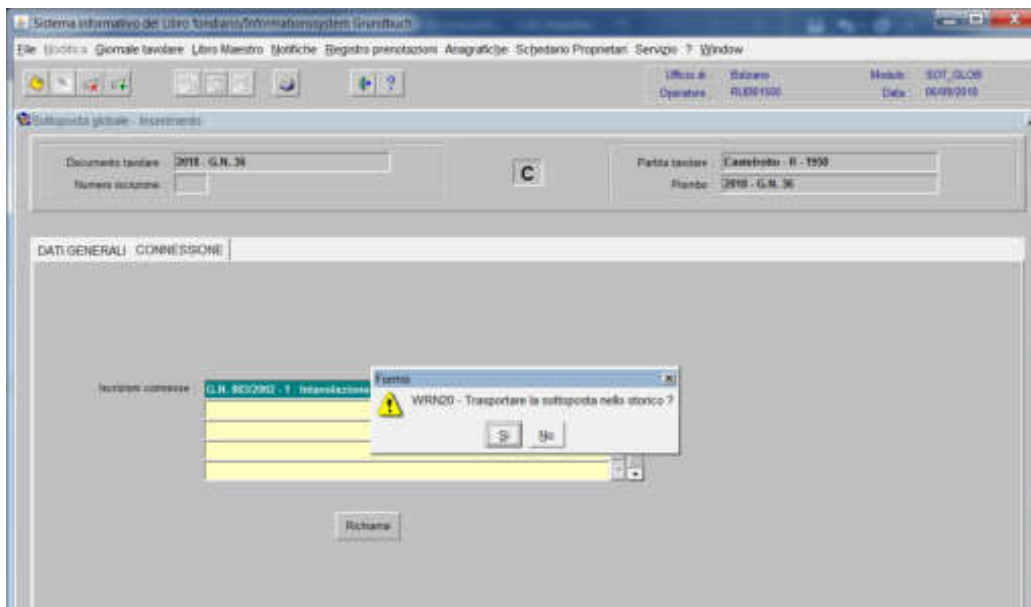 Sistema informativo del Libro fondiario/Informationssystem Grundbuch
File Modifica Giornale tavolare Libro Maestro Notifiche Registro prenotazioni Anagrafiche Schedario Proprietari Servizio ? Window
Ufficio di Bolzano Modulo SOT_GLOB
Operatore Data 06/09/2018
Sottoposta globale - Inserimento
Documento tavolare 2018 - G.N. 36 C Partita tavolare Castelrotto - II - 1950
Numero iscrizione Piombo 2018 - G.N. 36
DATI GENERALI CONNESSIONE
Iscrizioni connesse G.N. 883/2002 - 1 Intavolazione
Forms
WRN20 - Trasportare la sottoposta nello storico ?
Si No
Richiama